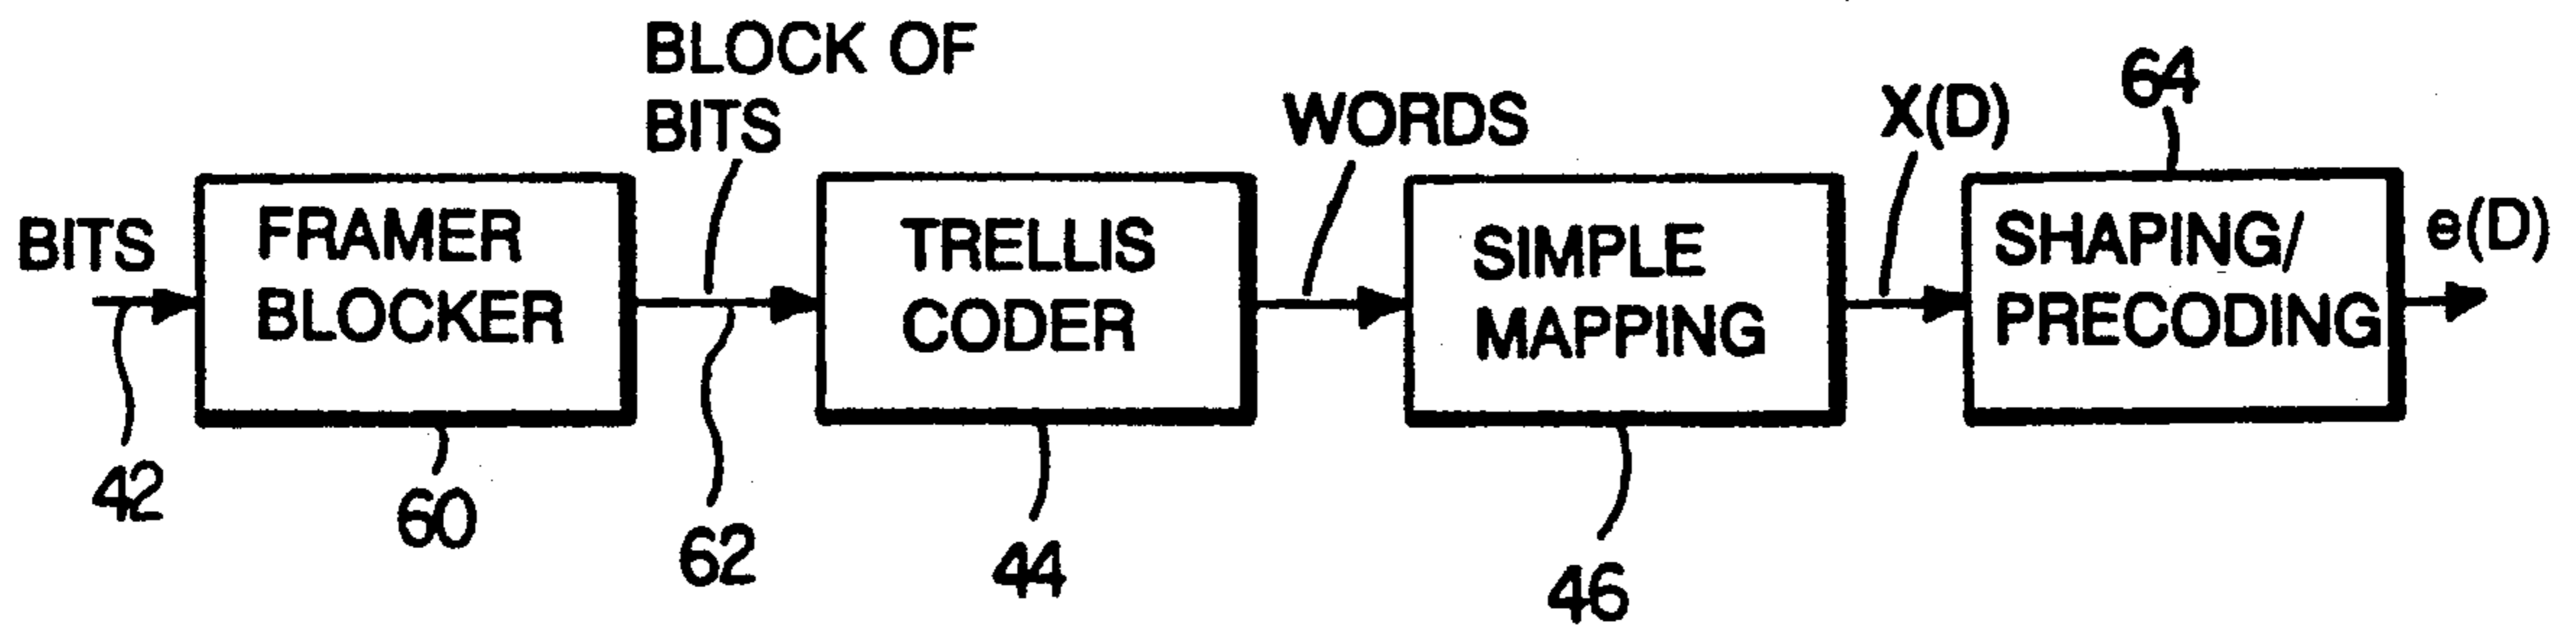 BITS
42
FRAMER
BLOCKER
60
BLOCK OF
BITS
62
TRELLIS
CODER
44
WORDS
SIMPLE
MAPPING
46
X(D)
64
SHAPING/
PRECODING
e(D)